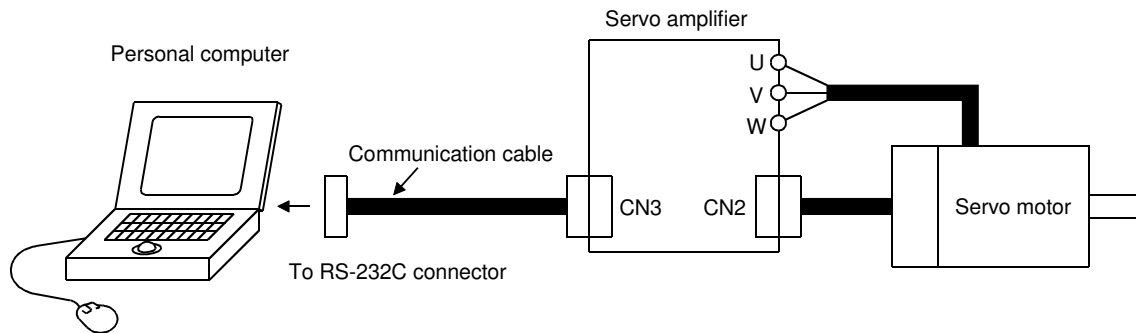 Servo amplifier
Personal computer
U
V
W
Communication cable
CN3
CN2
Servo motor
To RS-232C connector